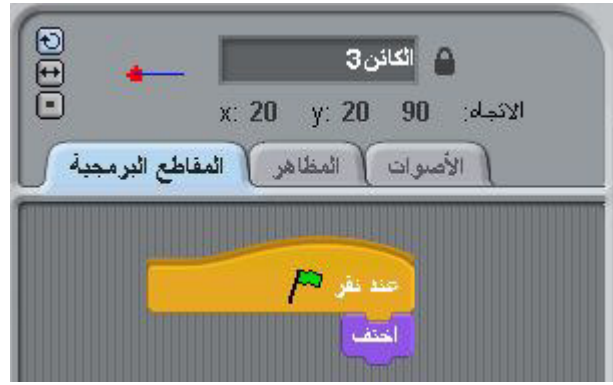 الكائن3
الاتجاه: 90 y: 20 x: 20
الأصوات المظاهر المقاطع البرمجية
عند نقر
اختف